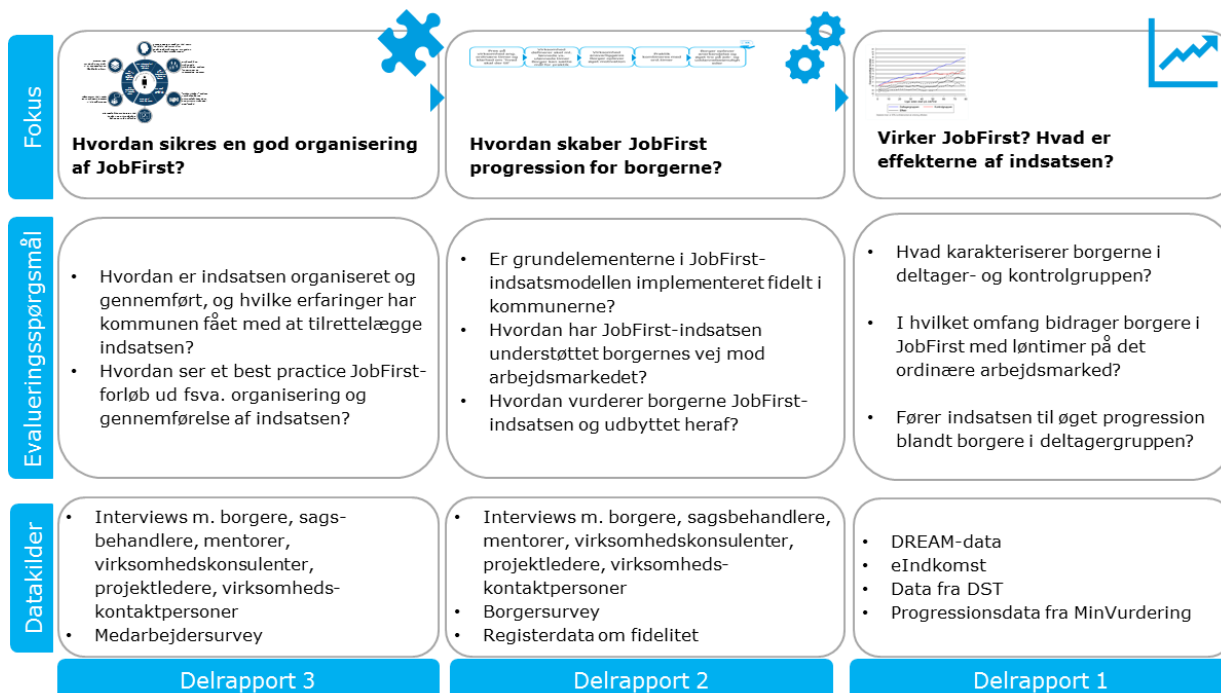 Fokus
Hvordan sikres en god organisering
af JobFirst?
Hvordan skaber JobFirst
progression for borgerne?
Virker JobFirst? Hvad er
effekterne af indsatsen?
Evalueringsspørgsmål
• Hvordan er indsatsen organiseret og
gennemført, og hvilke erfaringer har
kommunen fået med at tilrettelægge
indsatsen?
• Hvordan ser et best practice JobFirst-
forløb ud fsva. organisering og
gennemførelse af indsatsen?
• Er grundelementerne i JobFirst-
indsatsmodellen implementeret fidelt i
kommunerne?
• Hvordan har JobFirst-indsatsen
understøttet borgernes vej mod
arbejdsmarkedet?
• Hvordan vurderer borgerne JobFirst-
indsatsen og udbyttet heraf?
• Hvad karakteriserer borgerne i
deltager- og kontrolgruppen?
• I hvilket omfang bidrager borgere i
JobFirst med løntimer på det
ordinære arbejdsmarked?
• Fører indsatsen til øget progression
blandt borgere i deltagergruppen?
Datakilder
• Interviews m. borgere, sags-
behandlere, mentorer,
virksomhedskonsulenter,
projektledere, virksomheds-
kontaktpersoner
• Medarbejdersurvey
• Interviews m. borgere, sagsbehandlere,
mentorer, virksomhedskonsulenter,
projektledere, virksomheds-
kontaktpersoner
• Borgersurvey
• Registerdata om fidelitet
• DREAM-data
• eIndkomst
• Data fra DST
• Progressionsdata fra MinVurdering
Delrapport 3
Delrapport 2
Delrapport 1